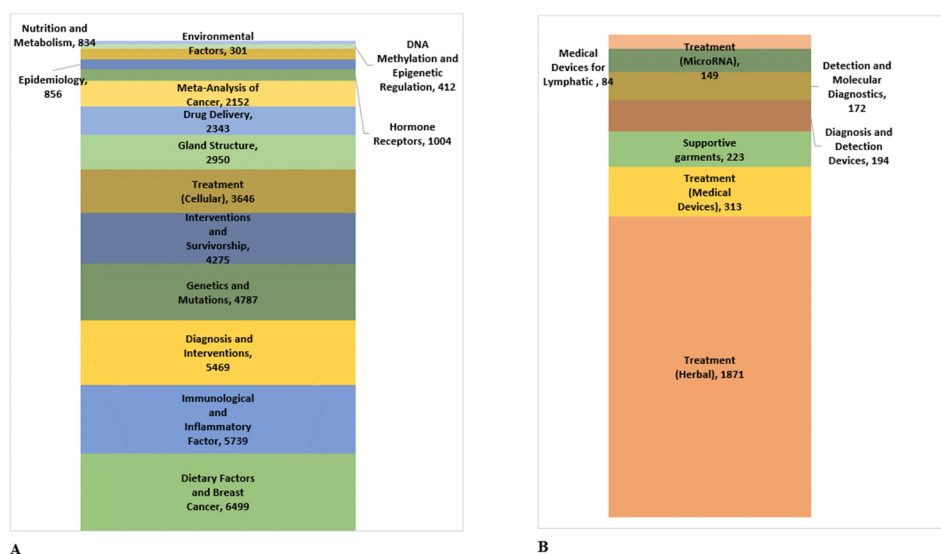 Nutrition and
Metabolism, 834
Environmental
Factors, 301
DNA
Methylation and
Epigenetic
Regulation, 412
Epidemiology,
856
Meta-Analysis of
Cancer, 2152
Drug Delivery,
2343
Hormone
Receptors, 1004
Gland Structure,
2950
Treatment
(Cellular), 3646
Interventions
and
Survivorship,
4275
Genetics and
Mutations, 4787
Diagnosis and
Interventions,
5469
Immunological
and
Inflammatory
Factor, 5739
Dietary Factors
and Breast
Cancer, 6499
A
Medical
Devices for
Lymphatic , 84
Treatment
(MicroRNA),
149
Detection and
Molecular
Diagnostics,
172
Diagnosis and
Detection
Devices, 194
Supportive
garments, 223
Treatment
(Medical
Devices), 313
Treatment
(Herbal), 1871
B